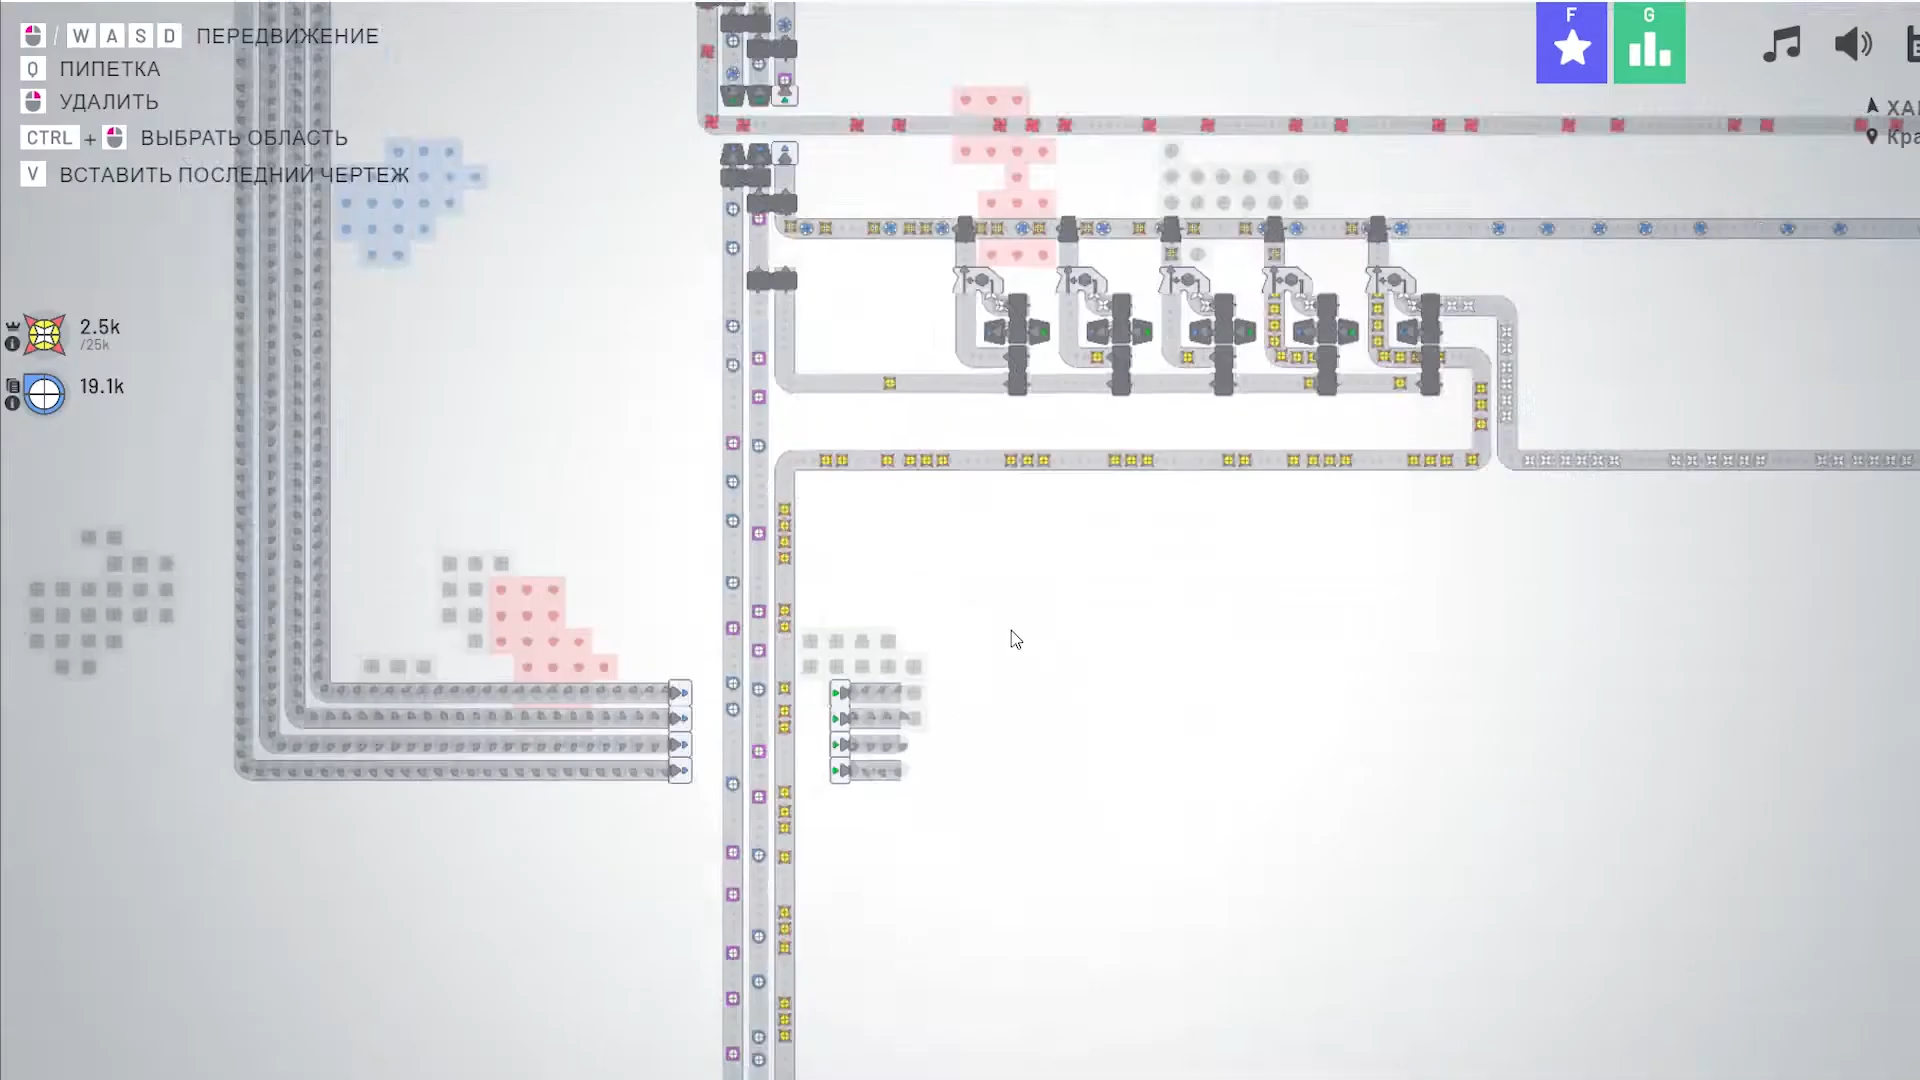 / W A S D ПЕРЕДВИЖЕНИЕ
Q ПИПЕТКА
УДАЛИТЬ
CTRL + ВЫБРАТЬ ОБЛАСТЬ
V ВСТАВИТЬ ПОСЛЕДНИЙ ЧЕРТЕЖ
F
G
2.5k
/25k
19.1k